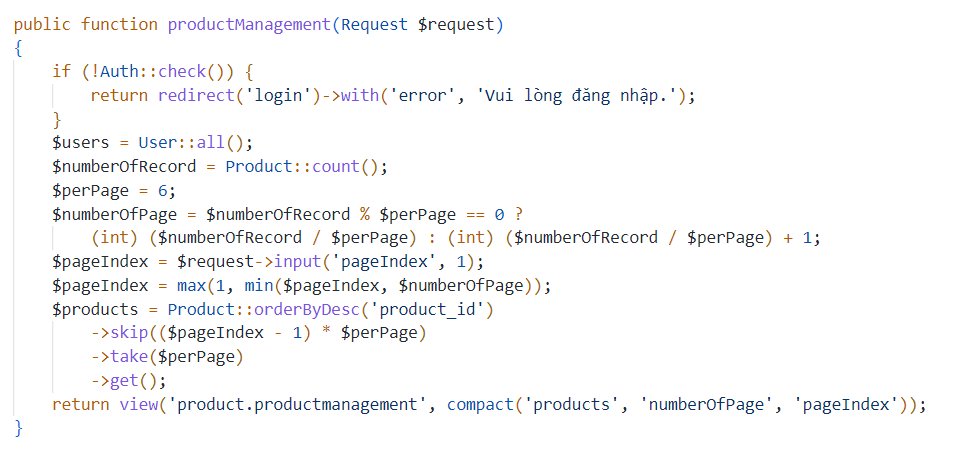 public function productManagement(Request $request)
{
    if (!Auth::check()) {
        return redirect('login')->with('error', 'Vui lòng đăng nhập.');
    }
    $users = User::all();
    $numberOfRecord = Product::count();
    $perPage = 6;
    $numberOfPage = $numberOfRecord % $perPage == 0 ?
        (int) ($numberOfRecord / $perPage) : (int) ($numberOfRecord / $perPage) + 1;
    $pageIndex = $request->input('pageIndex', 1);
    $pageIndex = max(1, min($pageIndex, $numberOfPage));
    $products = Product::orderByDesc('product_id')
        ->skip(($pageIndex - 1) * $perPage)
        ->take($perPage)
        ->get();
    return view('product.productmanagement', compact('products', 'numberOfPage', 'pageIndex'));
}